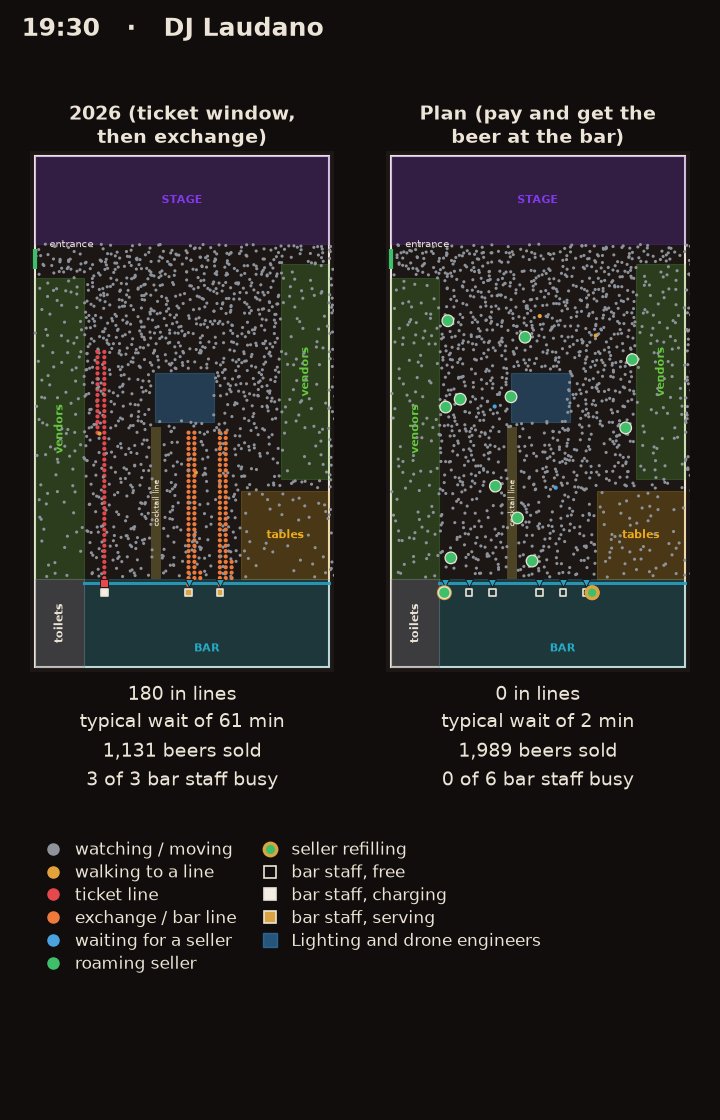 19:30 · DJ Laudano
2026 (ticket window,
then exchange)
STAGE
entrance
vendors
vendors
cocktail line
tables
toilets
BAR
180 in lines
typical wait of 61 min
1,131 beers sold
3 of 3 bar staff busy
Plan (pay and get the
beer at the bar)
STAGE
entrance
vendors
vendors
cocktail line
tables
toilets
BAR
0 in lines
typical wait of 2 min
1,989 beers sold
0 of 6 bar staff busy
watching / moving
walking to a line
ticket line
exchange / bar line
waiting for a seller
roaming seller
seller refilling
bar staff, free
bar staff, charging
bar staff, serving
Lighting and drone engineers